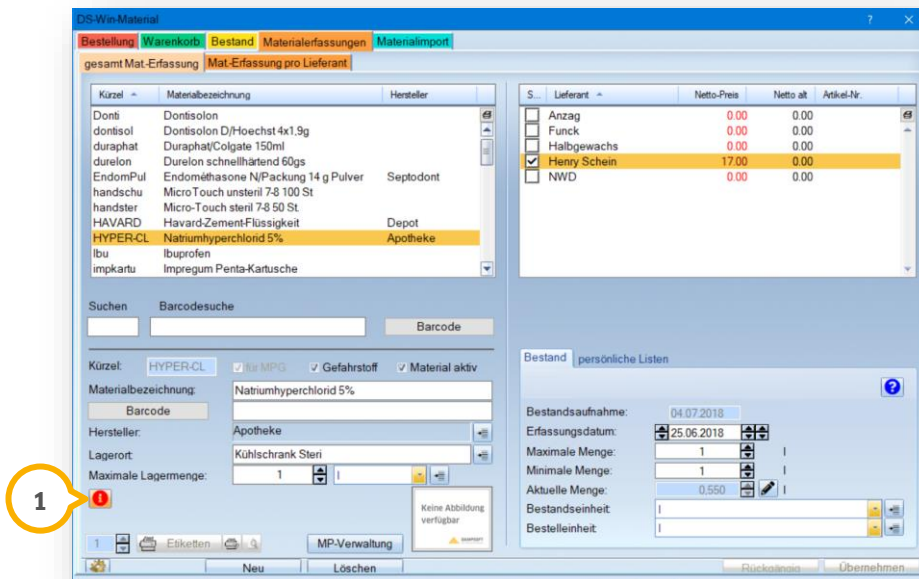 DS-Win-Material
Bestellung Warenkorb Bestand Materialerfassungen Materialimport
gesamt Mat.-Erfassung Mat.-Erfassung pro Lieferant
Kürzel Materialbezeichnung Hersteller
Donti Dontisolon
dontisol Dontisolon D/Hoechst 4x1,9g
duraphat Duraphat/Colgate 150ml
durelon Durelon schnellhärtend 60gs
EndomPul Endométhasone N/Packung 14 g Pulver Septodont
handschu MicroTouch unsteril 7-8 100 St
handster Micro-Touch steril 7-8 50 St.
HAVARD Havard-Zement-Flüssigkeit Depot
HYPER-CL Natriumhyperchlorid 5% Apotheke
Ibu Ibuprofen
impkartu Impregum Penta-Kartusche
S... Lieferant Netto-Preis Netto alt Artikel-Nr.
Anzag 0.00 0.00
Funck 0.00 0.00
Halbgewachs 0.00 0.00
Henry Schein 17.00 0.00
NWD 0.00 0.00
Suchen Barcodesuche
Barcode
Kürzel: HYPER-CL für MPG Gefahrstoff Material aktiv
Materialbezeichnung: Natriumhyperchlorid 5%
Barcode
Hersteller: Apotheke
Lagerort: Kühlschrank Steri
Maximale Lagermenge: 1 l
1
Keine Abbildung
verfügbar
1 Etiketten MP-Verwaltung
Neu Löschen
Bestand persönliche Listen
Bestandsaufnahme: 04.07.2018
Erfassungsdatum: 25.06.2018
Maximale Menge: 1 l
Minimale Menge: 1 l
Aktuelle Menge: 0,550 l
Bestandseinheit: l
Bestelleinheit: l
Rückgängig Übernehmen